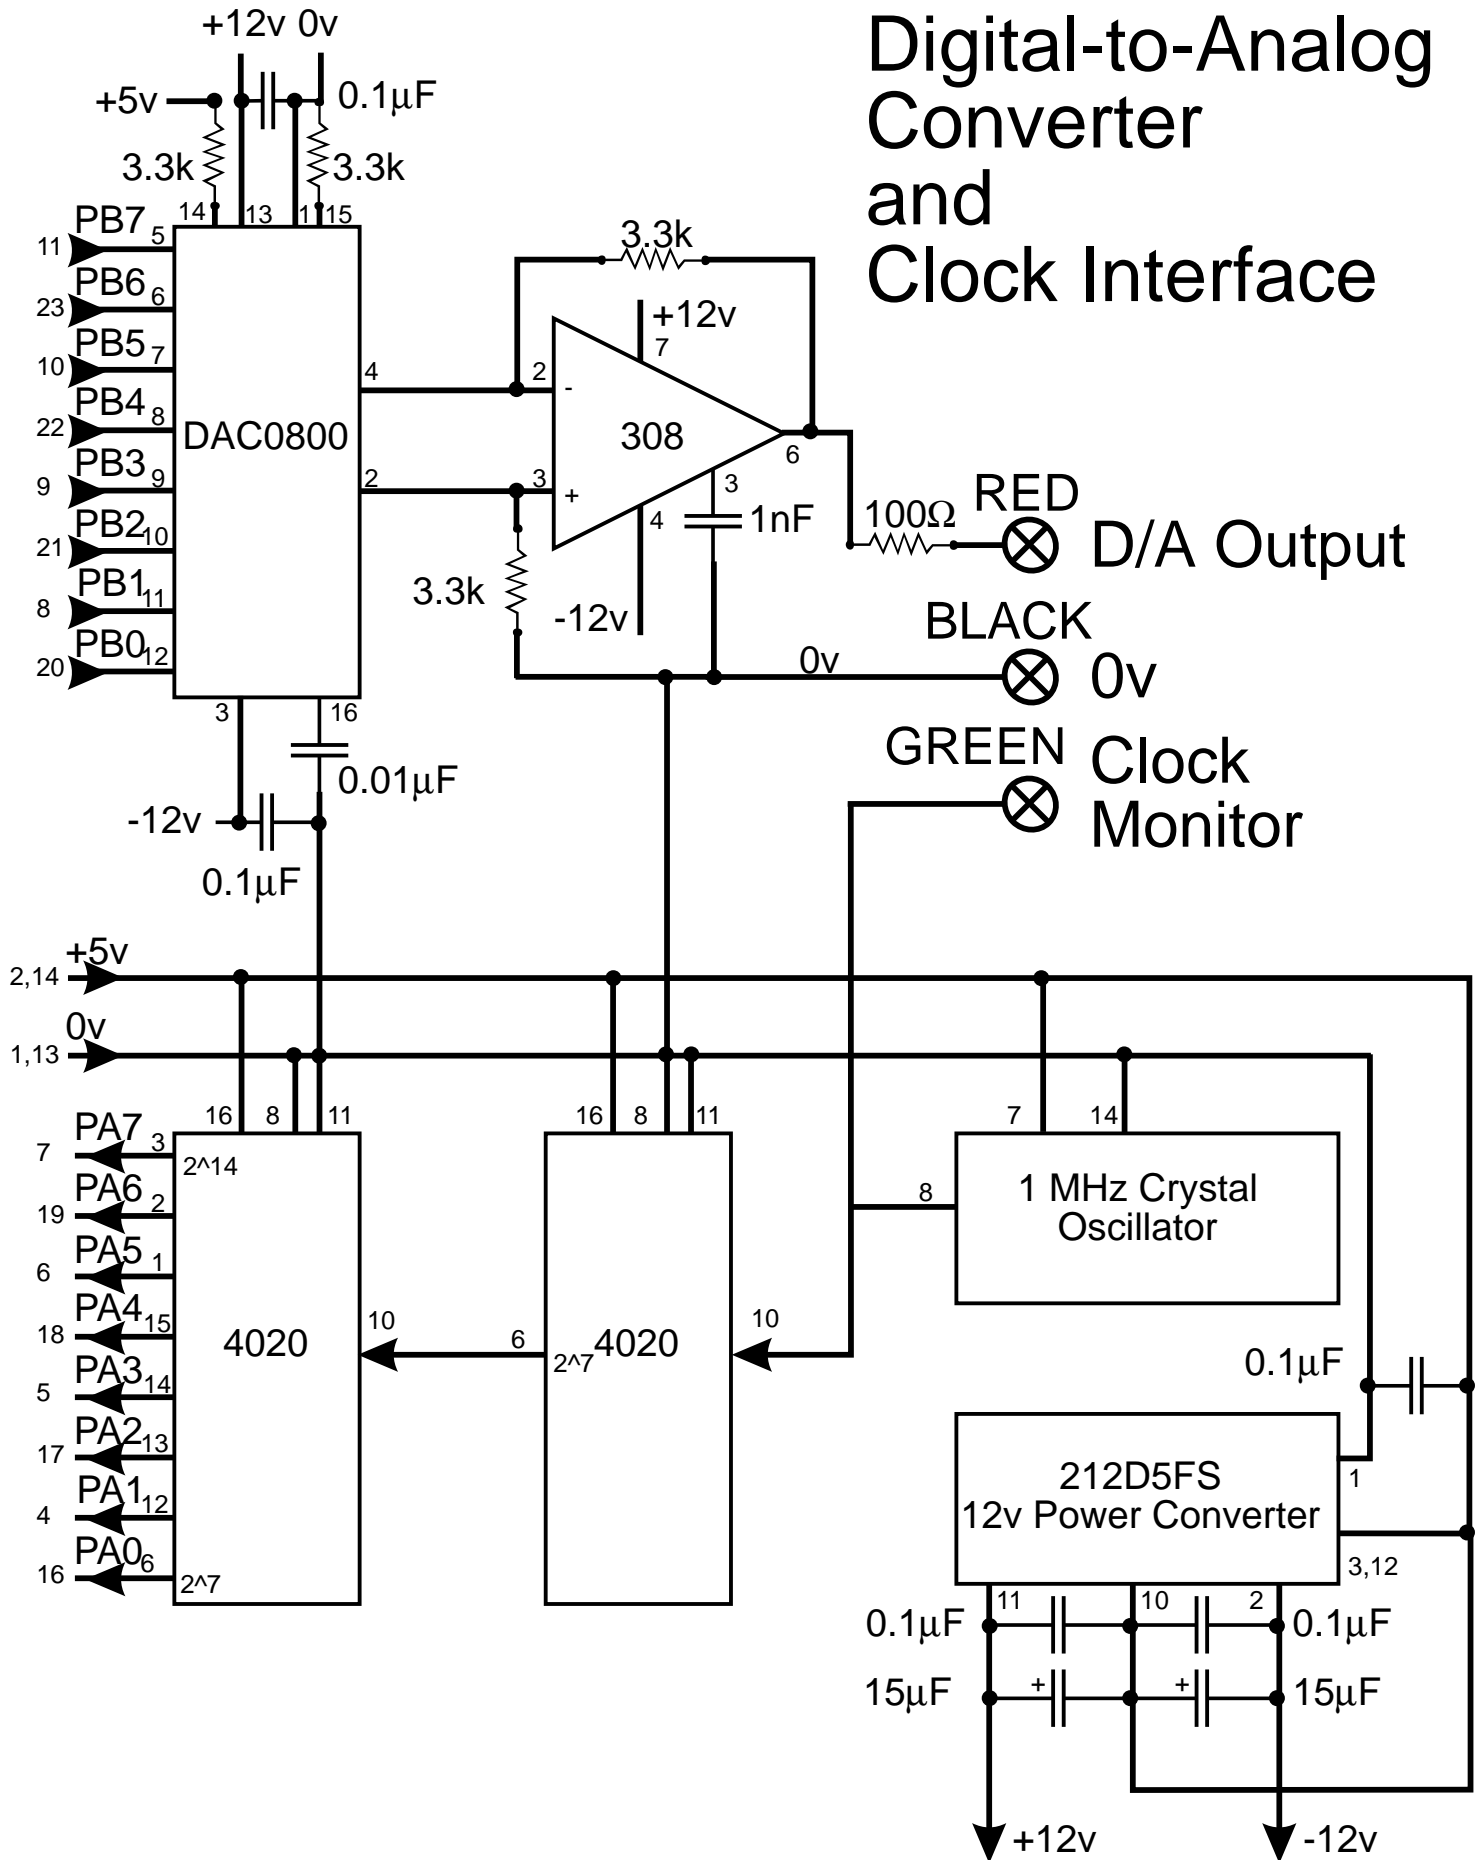 Digital-to-Analog
Converter
and
Clock Interface
+12v 0v
+5v
0.1µF
3.3k
3.3k
14 13 1 15
11 PB7 5
23 PB6 6
10 PB5 7
22 PB4 8
9 PB3 9
21 PB2 10
8 PB1 11
20 PB0 12
DAC0800
4
2
3
16
0.01µF
-12v
0.1µF
3.3k
+12v
7
2 -
308
3 +
6
3
4
1nF
3.3k
-12v
100Ω
RED
D/A Output
BLACK
0v
0v
GREEN Clock
Monitor
2,14 +5v
1,13 0v
16 8 11
7 PA7 3 2^14
19 PA6 2
6 PA5 1
18 PA4 15
5 PA3 14
17 PA2 13
4 PA1 12
16 PA0 6 2^7
4020
10
16 8 11
6 2^7 4020
10
7 14
8
1 MHz Crystal
Oscillator
0.1µF
212D5FS
12v Power Converter
1
3,12
11 10 2
0.1µF 0.1µF
15µF + + 15µF
+12v -12v